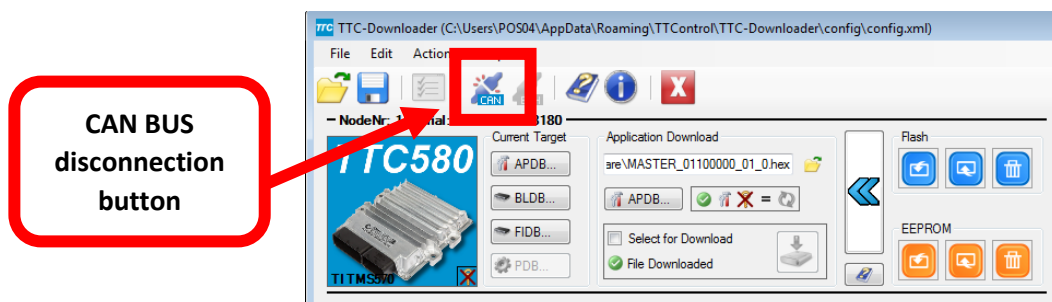 TTC TTC-Downloader (C:\Users\POS04\AppData\Roaming\TTControl\TTC-Downloader\config\config.xml)
File Edit Action
CAN
X
CAN BUS
disconnection
button
NodeNr:
3180
TTC580
TITMS570
Current Target
APDB...
BLDB...
FIDB...
PDB...
Application Download
are\MASTER_01100000_01_0.hex
APDB...
=
Select for Download
File Downloaded
Flash
EEPROM